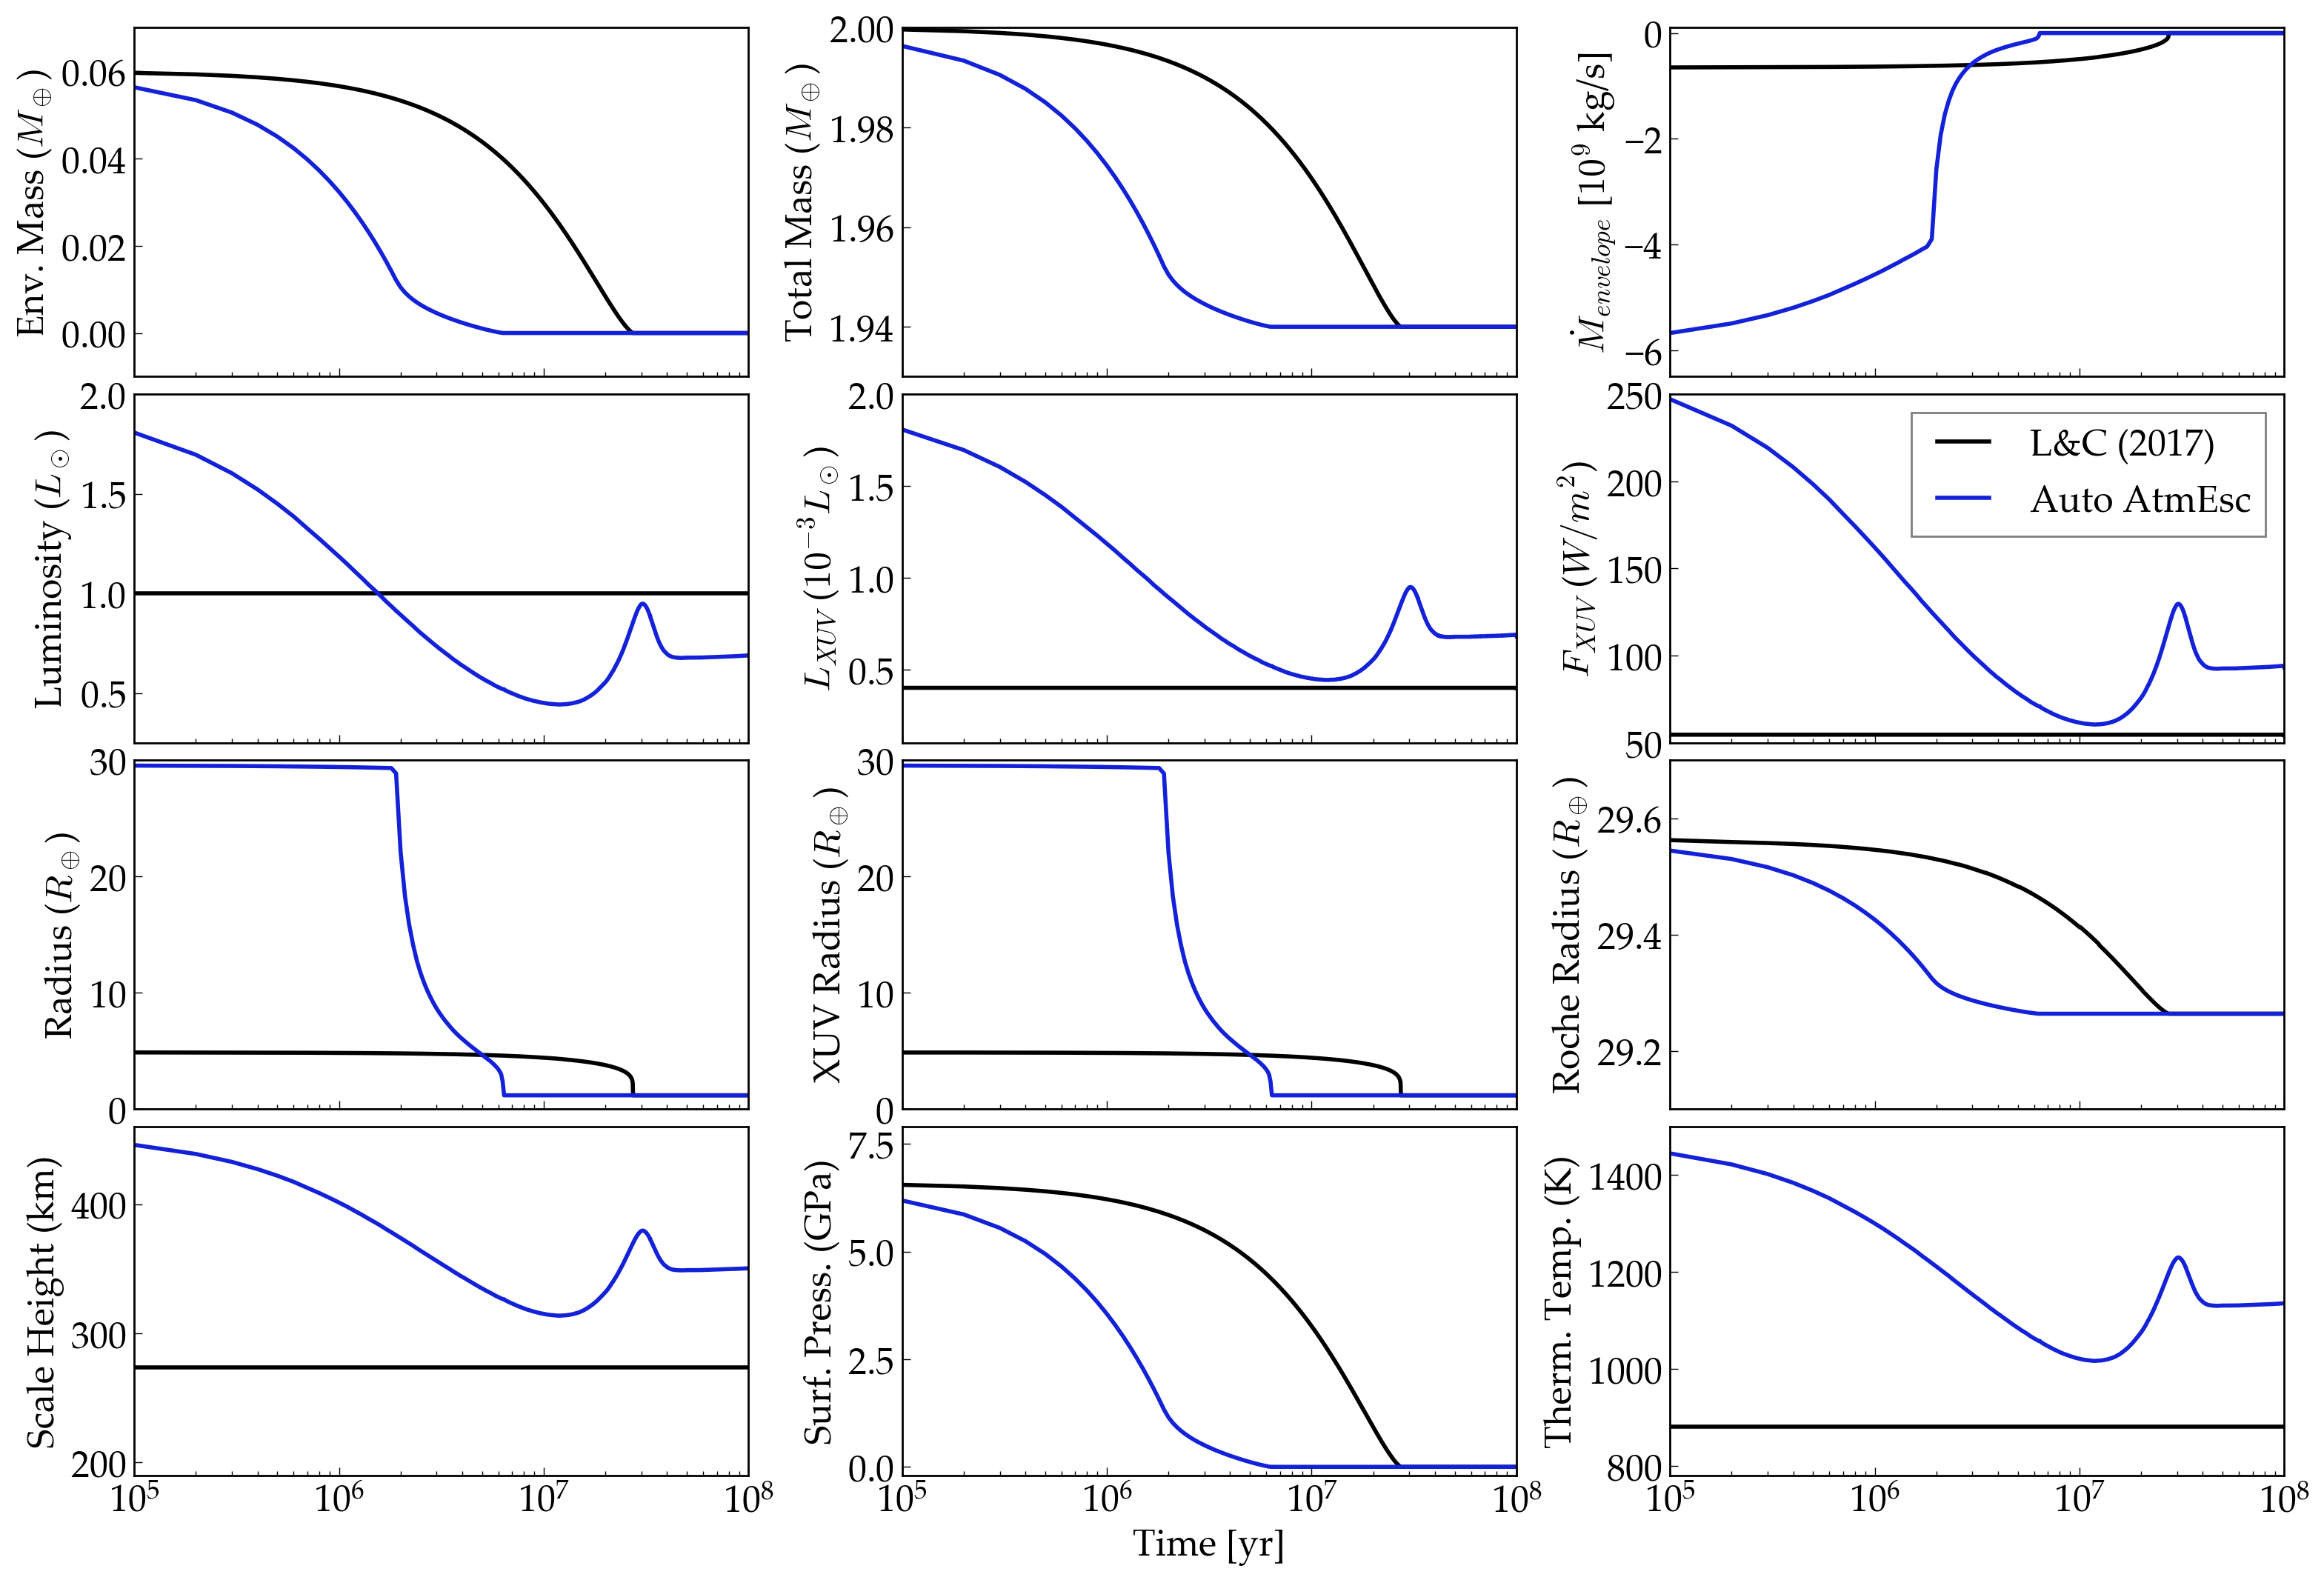 Env. Mass (M⊕)
0.06
0.04
0.02
0.00
Total Mass (M⊕)
2.00
1.98
1.96
1.94
Ṁenvelope [10⁹ kg/s]
0
−2
−4
−6
Luminosity (L⊙)
2.0
1.5
1.0
0.5
LXUV (10⁻³ L⊙)
2.0
1.5
1.0
0.5
FXUV (W/m²)
250
200
150
100
50
L&C (2017)
Auto AtmEsc
Radius (R⊕)
30
20
10
0
XUV Radius (R⊕)
30
20
10
0
Roche Radius (R⊕)
29.6
29.4
29.2
Scale Height (km)
400
300
200
10⁵ 10⁶ 10⁷ 10⁸
Surf. Press. (GPa)
7.5
5.0
2.5
0.0
10⁵ 10⁶ 10⁷ 10⁸
Therm. Temp. (K)
1400
1200
1000
800
10⁵ 10⁶ 10⁷ 10⁸
Time [yr]